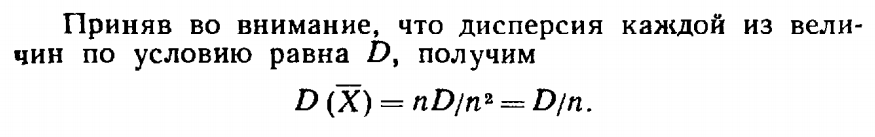 Приняв во внимание, что дисперсия каждой из вели-
чин по условию равна D, получим
D (X̅) = nD/n² = D/n.